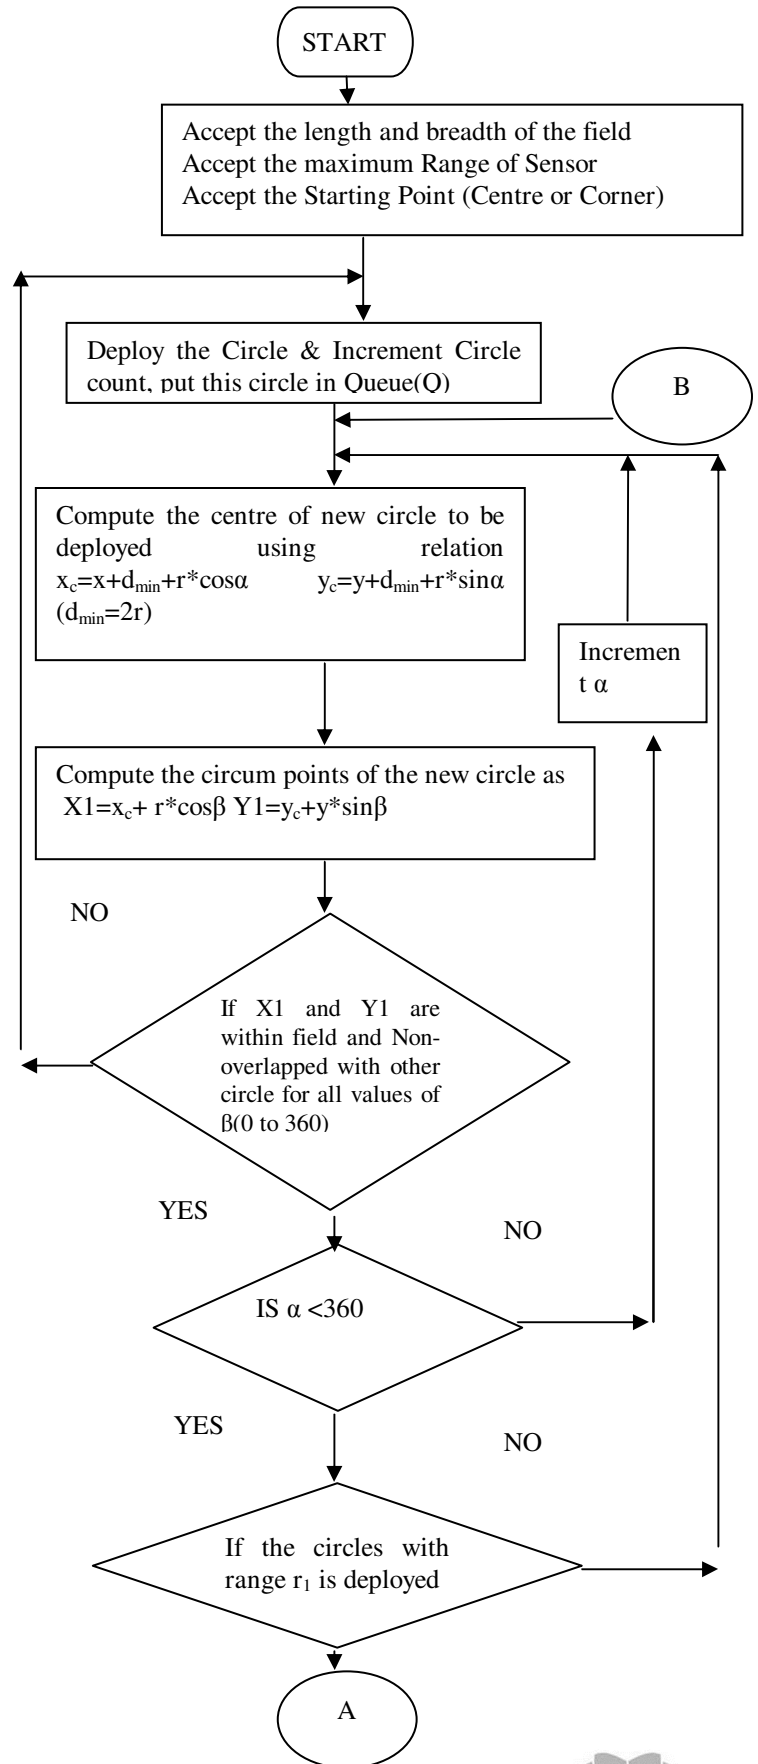 START
Accept the length and breadth of the field
Accept the maximum Range of Sensor
Accept the Starting Point (Centre or Corner)
Deploy the Circle & Increment Circle
count, put this circle in Queue(Q)
B
Compute the centre of new circle to be
deployed using relation
xc=x+dmin+r*cosα yc=y+dmin+r*sinα
(dmin=2r)
Incremen
t α
Compute the circum points of the new circle as
X1=xc+ r*cosβ Y1=yc+y*sinβ
NO
If X1 and Y1 are
within field and Non-
overlapped with other
circle for all values of
β(0 to 360)
YES
NO
IS α <360
YES
NO
If the circles with
range r1 is deployed
A